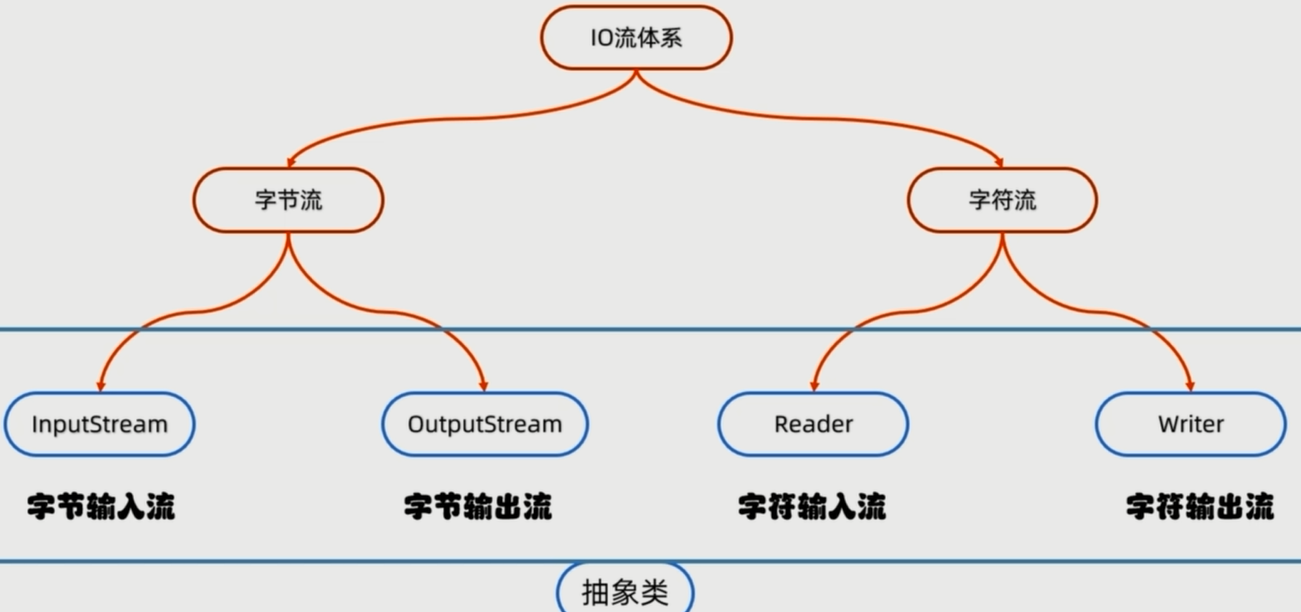 IO流体系
字节流
字符流
InputStream
OutputStream
Reader
Writer
字节输入流
字节输出流
字符输入流
字符输出流
抽象类